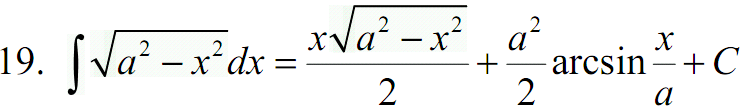 19. ∫√(a² − x²) dx = x√(a² − x²)/2 + a²/2 arcsin x/a + C